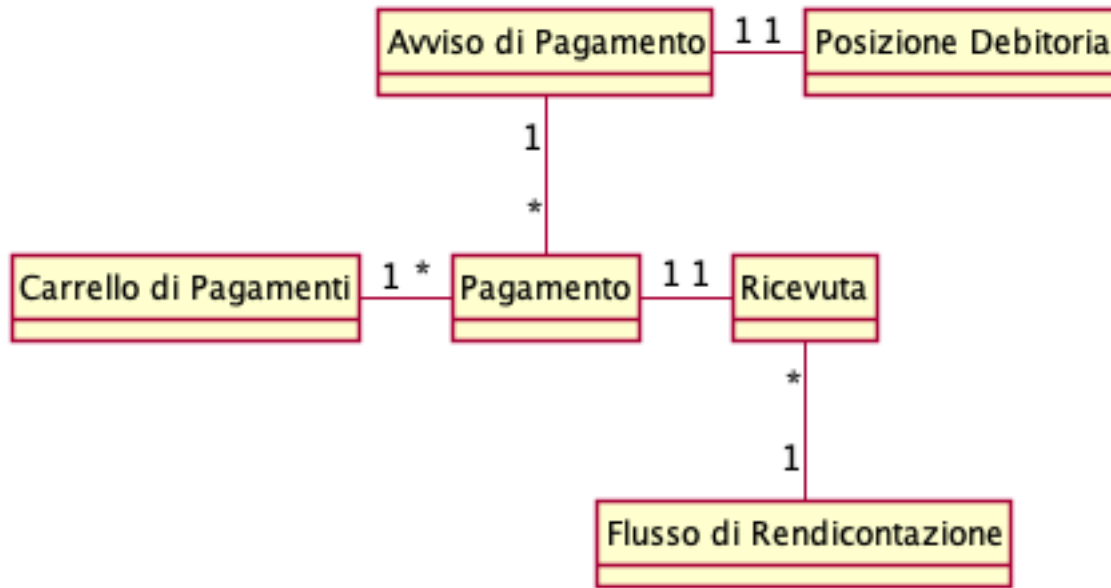 Avviso di Pagamento 1 1 Posizione Debitoria
1
*
Carrello di Pagamenti 1 * Pagamento 1 1 Ricevuta
*
1
Flusso di Rendicontazione